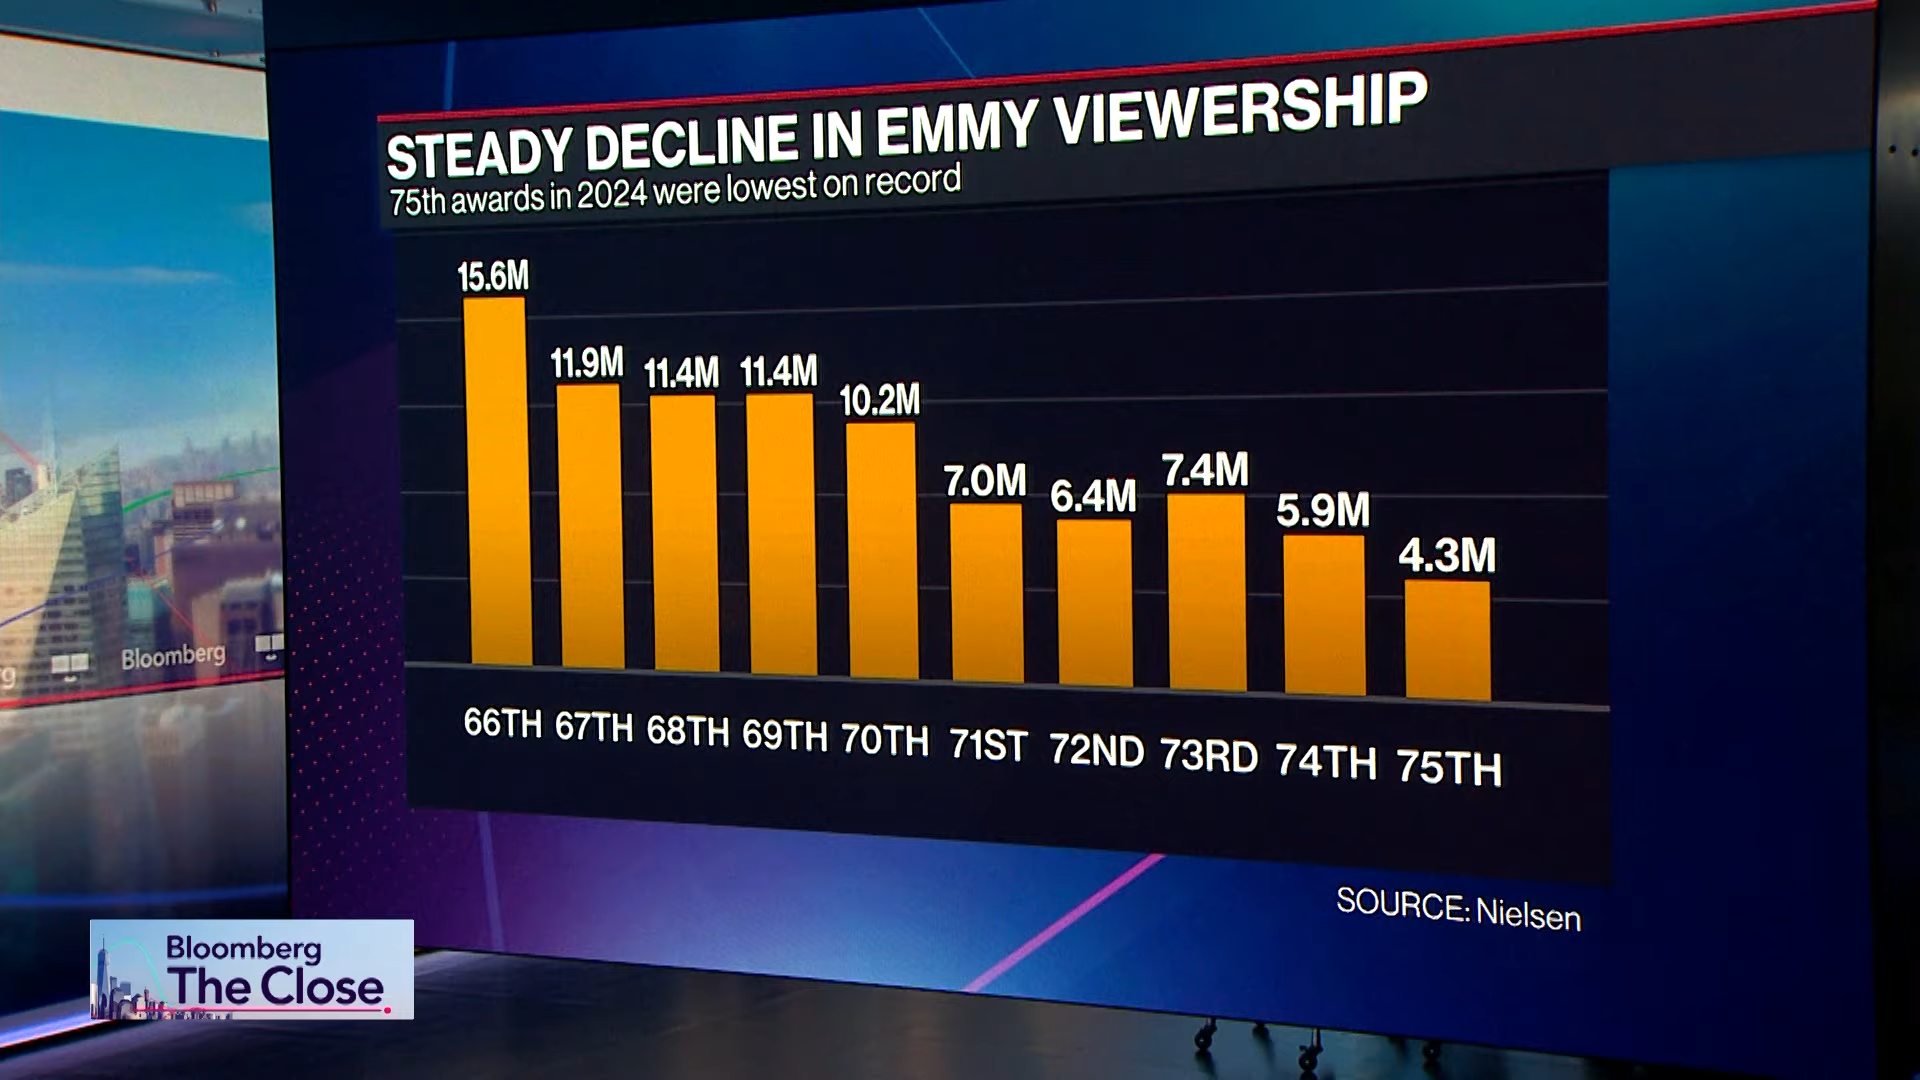 STEADY DECLINE IN EMMY VIEWERSHIP
75th awards in 2024 were lowest on record
15.6M 11.9M 11.4M 11.4M 10.2M 7.0M 6.4M 7.4M 5.9M 4.3M
66TH 67TH 68TH 69TH 70TH 71ST 72ND 73RD 74TH 75TH
SOURCE: Nielsen
g Bloomberg
Bloomberg
The Close